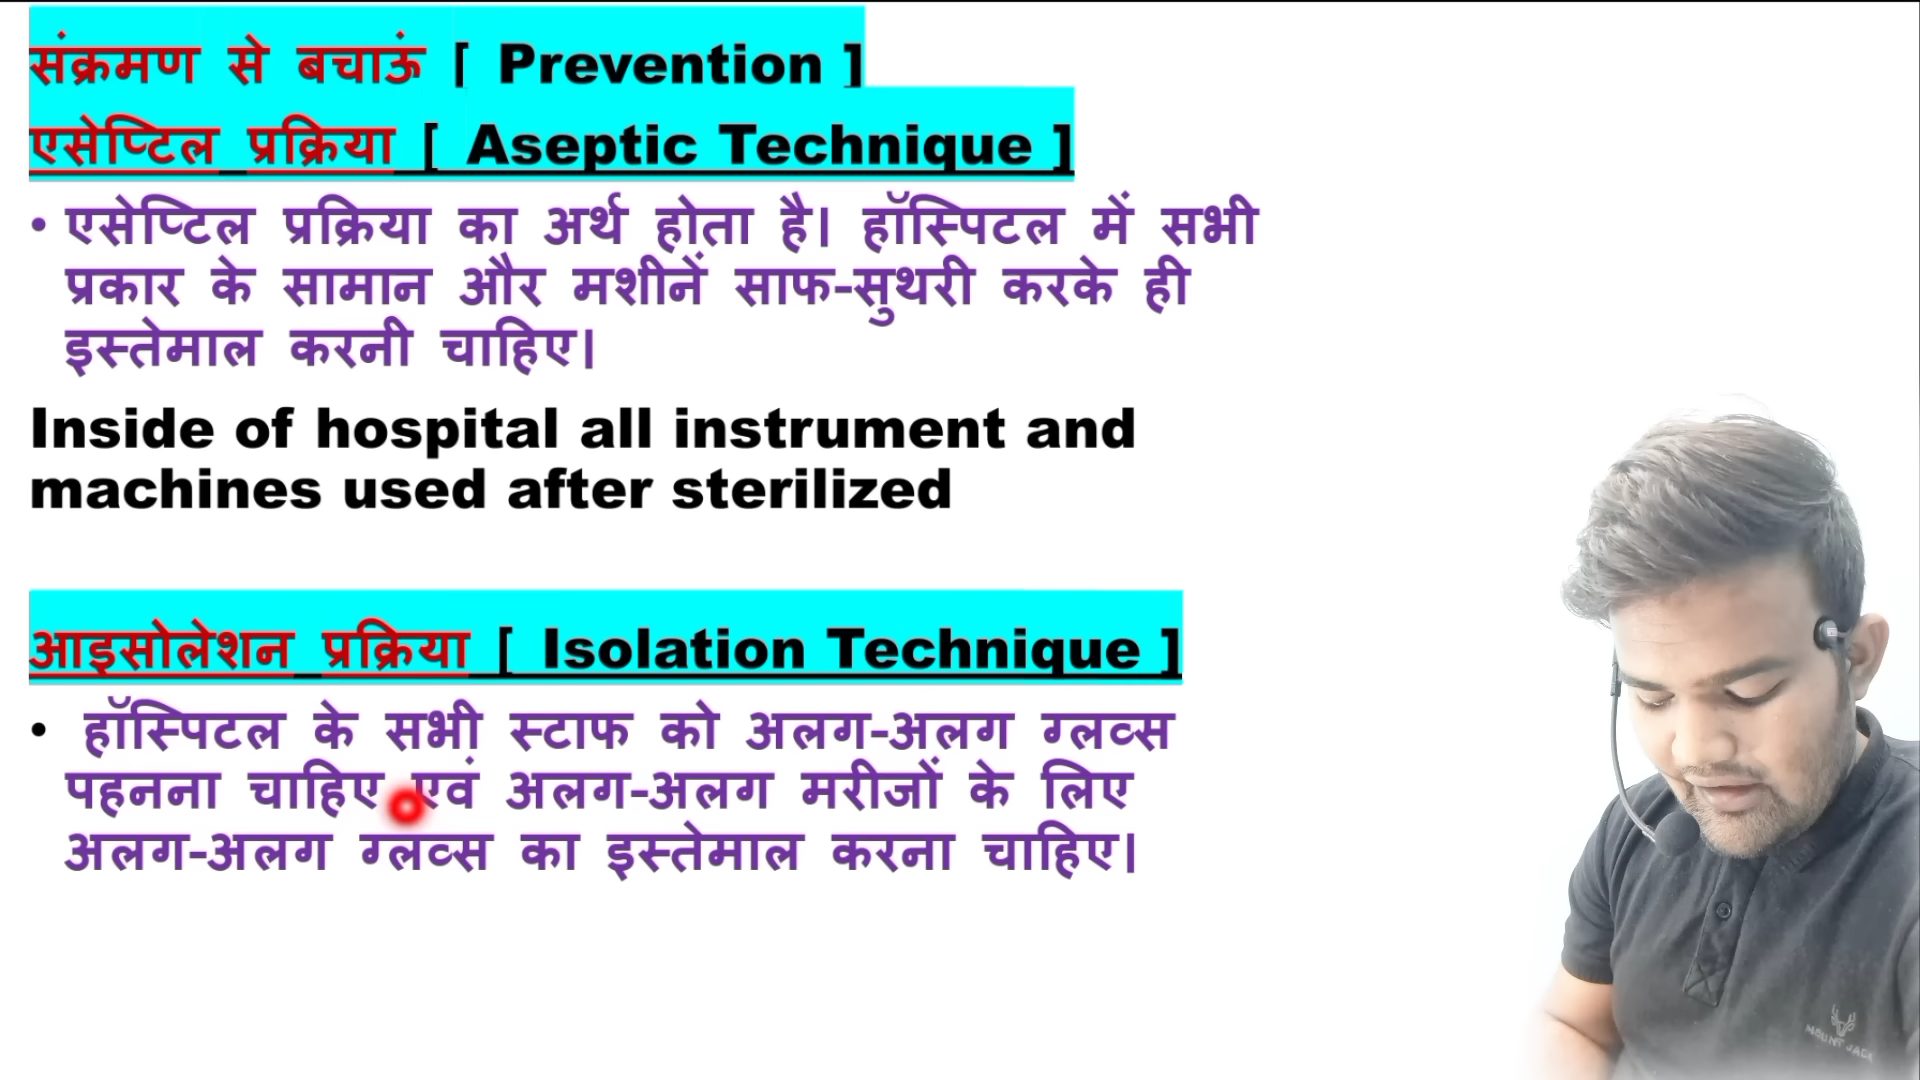 संक्रमण से बचाऊं [ Prevention ]
एसेप्टिल प्रक्रिया [ Aseptic Technique ]
• एसेप्टिल प्रक्रिया का अर्थ होता है। हॉस्पिटल में सभी
प्रकार के सामान और मशीनें साफ-सुथरी करके ही
इस्तेमाल करनी चाहिए।
Inside of hospital all instrument and
machines used after sterilized
आइसोलेशन प्रक्रिया [ Isolation Technique ]
• हॉस्पिटल के सभी स्टाफ को अलग-अलग ग्लव्स
पहनना चाहिए एवं अलग-अलग मरीजों के लिए
अलग-अलग ग्लव्स का इस्तेमाल करना चाहिए।